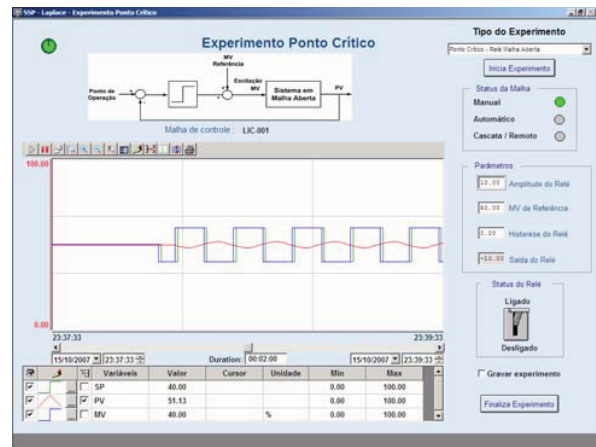 SSP - Laplace - Experimento Ponto Crítico
Experimento Ponto Crítico
MV
Referência
Ponto de
Operação
Excitação
MV
Sistema em
Malha Aberta
PV
Malha de controle : LIC-001
100.00
0.00
23:37:33
23:39:33
15/10/2007
23:37:33
Duration: 00:02:00
15/10/2007
23:39:33
Variáveis Valor Cursor Unidade Min Max
SP 40.00 0.00 100.00
PV 51.13 0.00 100.00
MV 40.00 % 0.00 100.00
Tipo do Experimento
Ponto Crítico - Relé Malha Aberta
Inicia Experimento
Status da Malha
Manual
Automático
Cascata / Remoto
Parâmetros
10.00 Amplitude do Relé
MV de Referência
0.00 Histerese do Relé
-10.00 Saída do Relé
Status do Relé
Ligado
Desligado
Gravar experimento
Finaliza Experimento